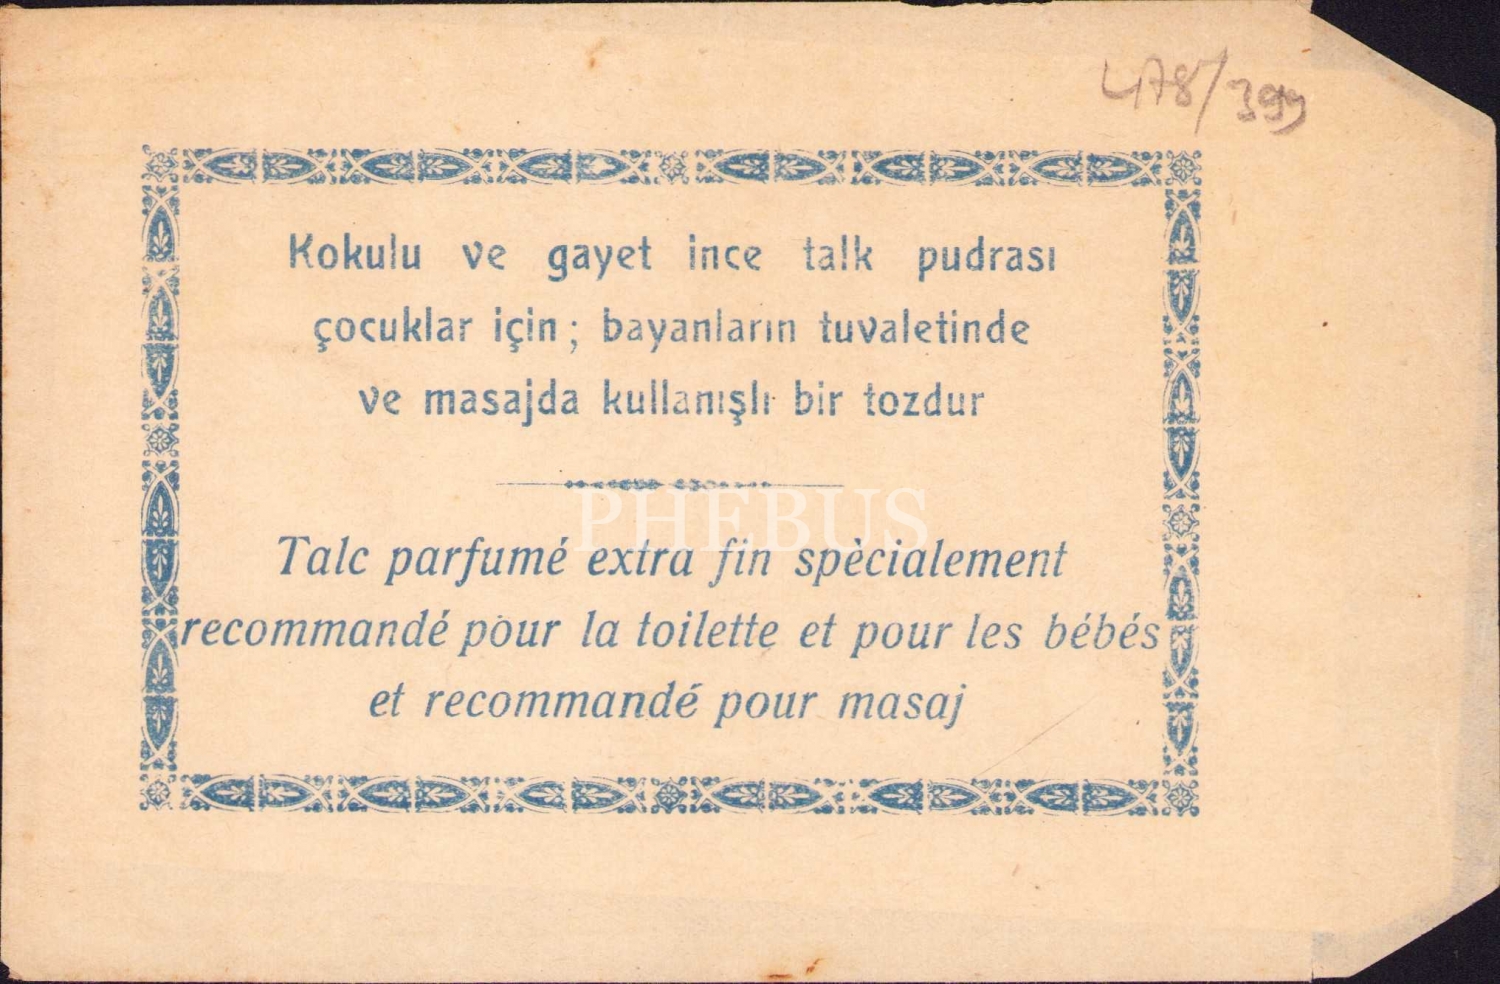 478/399
Kokulu ve gayet ince talk pudrası
çocuklar için ; bayanların tuvaletinde
ve masajda kullanışlı bir tozdur
PHEBUS
Talc parfumé extra fin spècialement
recommandé pour la toilette et pour les bébés
et recommandé pour masaj